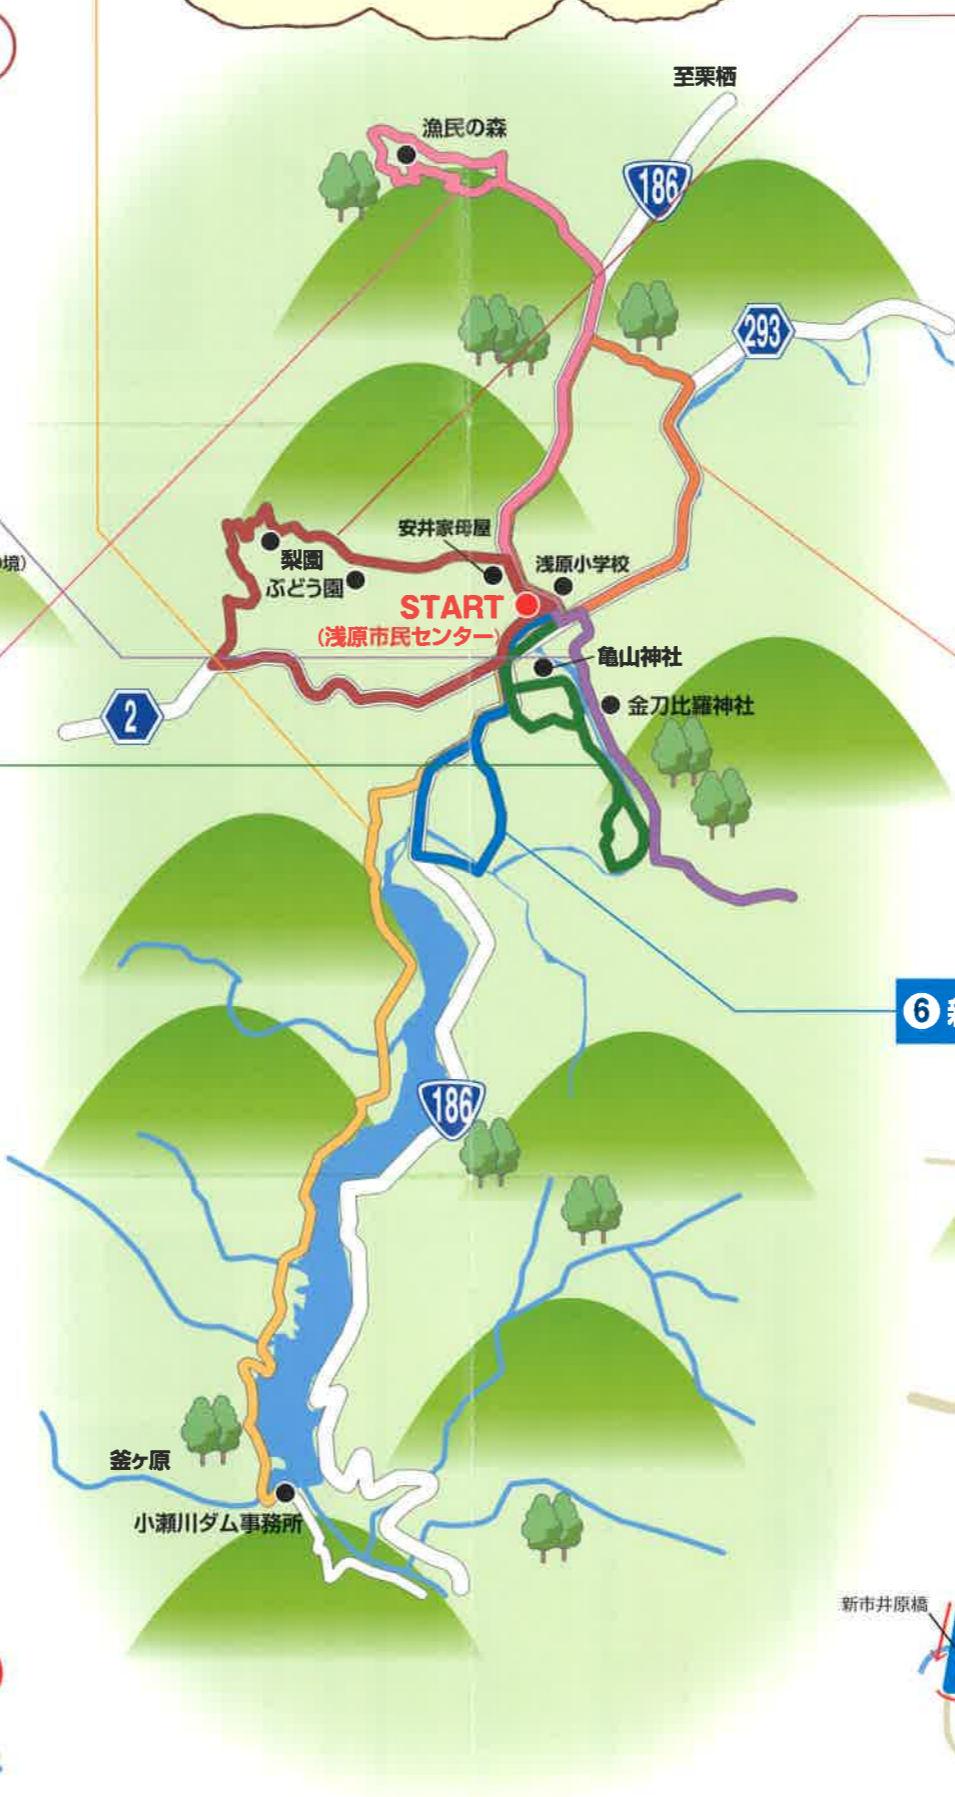 至栗栖
漁民の森
186
293
安井家母屋
浅原小学校
梨園
ぶどう園
START
(浅原市民センター)
境)
亀山神社
金刀比羅神社
2
6
186
釜ヶ原
小瀬川ダム事務所
新市井原橋